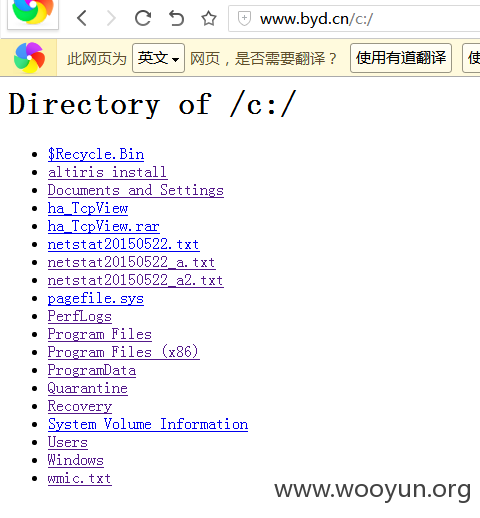 www.byd.cn/c:/
此网页为 英文 网页，是否需要翻译？ 使用有道翻译 使
Directory of /c:/
$Recycle.Bin
altiris install
Documents and Settings
ha_TcpView
ha_TcpView.rar
netstat20150522.txt
netstat20150522_a.txt
netstat20150522_a2.txt
pagefile.sys
PerfLogs
Program Files
Program Files (x86)
ProgramData
Quarantine
Recovery
System Volume Information
Users
Windows
wmic.txt
www.wooyun.org